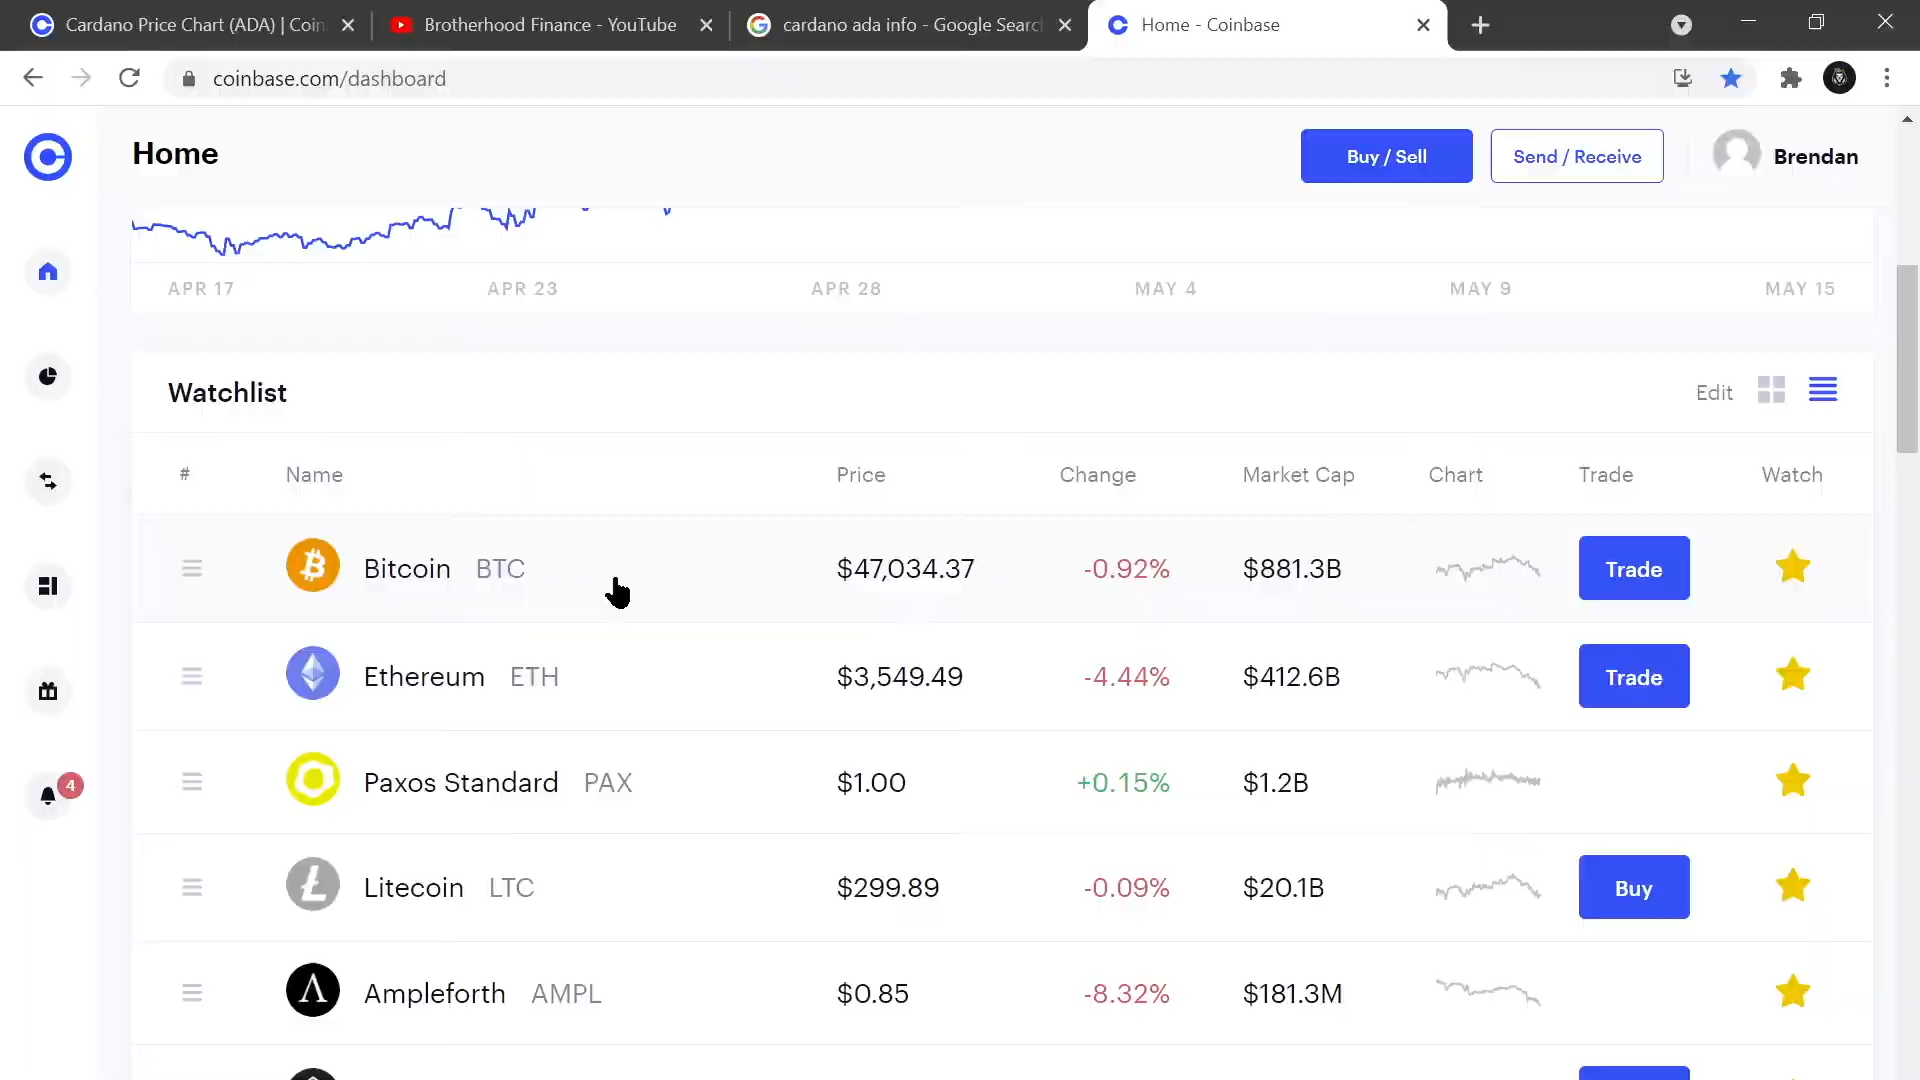 Cardano Price Chart (ADA) | Coin
Brotherhood Finance - YouTube
cardano ada info - Google Search
Home - Coinbase
coinbase.com/dashboard
Home
Buy / Sell
Send / Receive
Brendan
APR 17
APR 23
APR 28
MAY 4
MAY 9
MAY 15
Watchlist
Edit
# Name Price Change Market Cap Chart Trade Watch
Bitcoin BTC $47,034.37 -0.92% $881.3B Trade
Ethereum ETH $3,549.49 -4.44% $412.6B Trade
Paxos Standard PAX $1.00 +0.15% $1.2B
4
Litecoin LTC $299.89 -0.09% $20.1B Buy
Ampleforth AMPL $0.85 -8.32% $181.3M